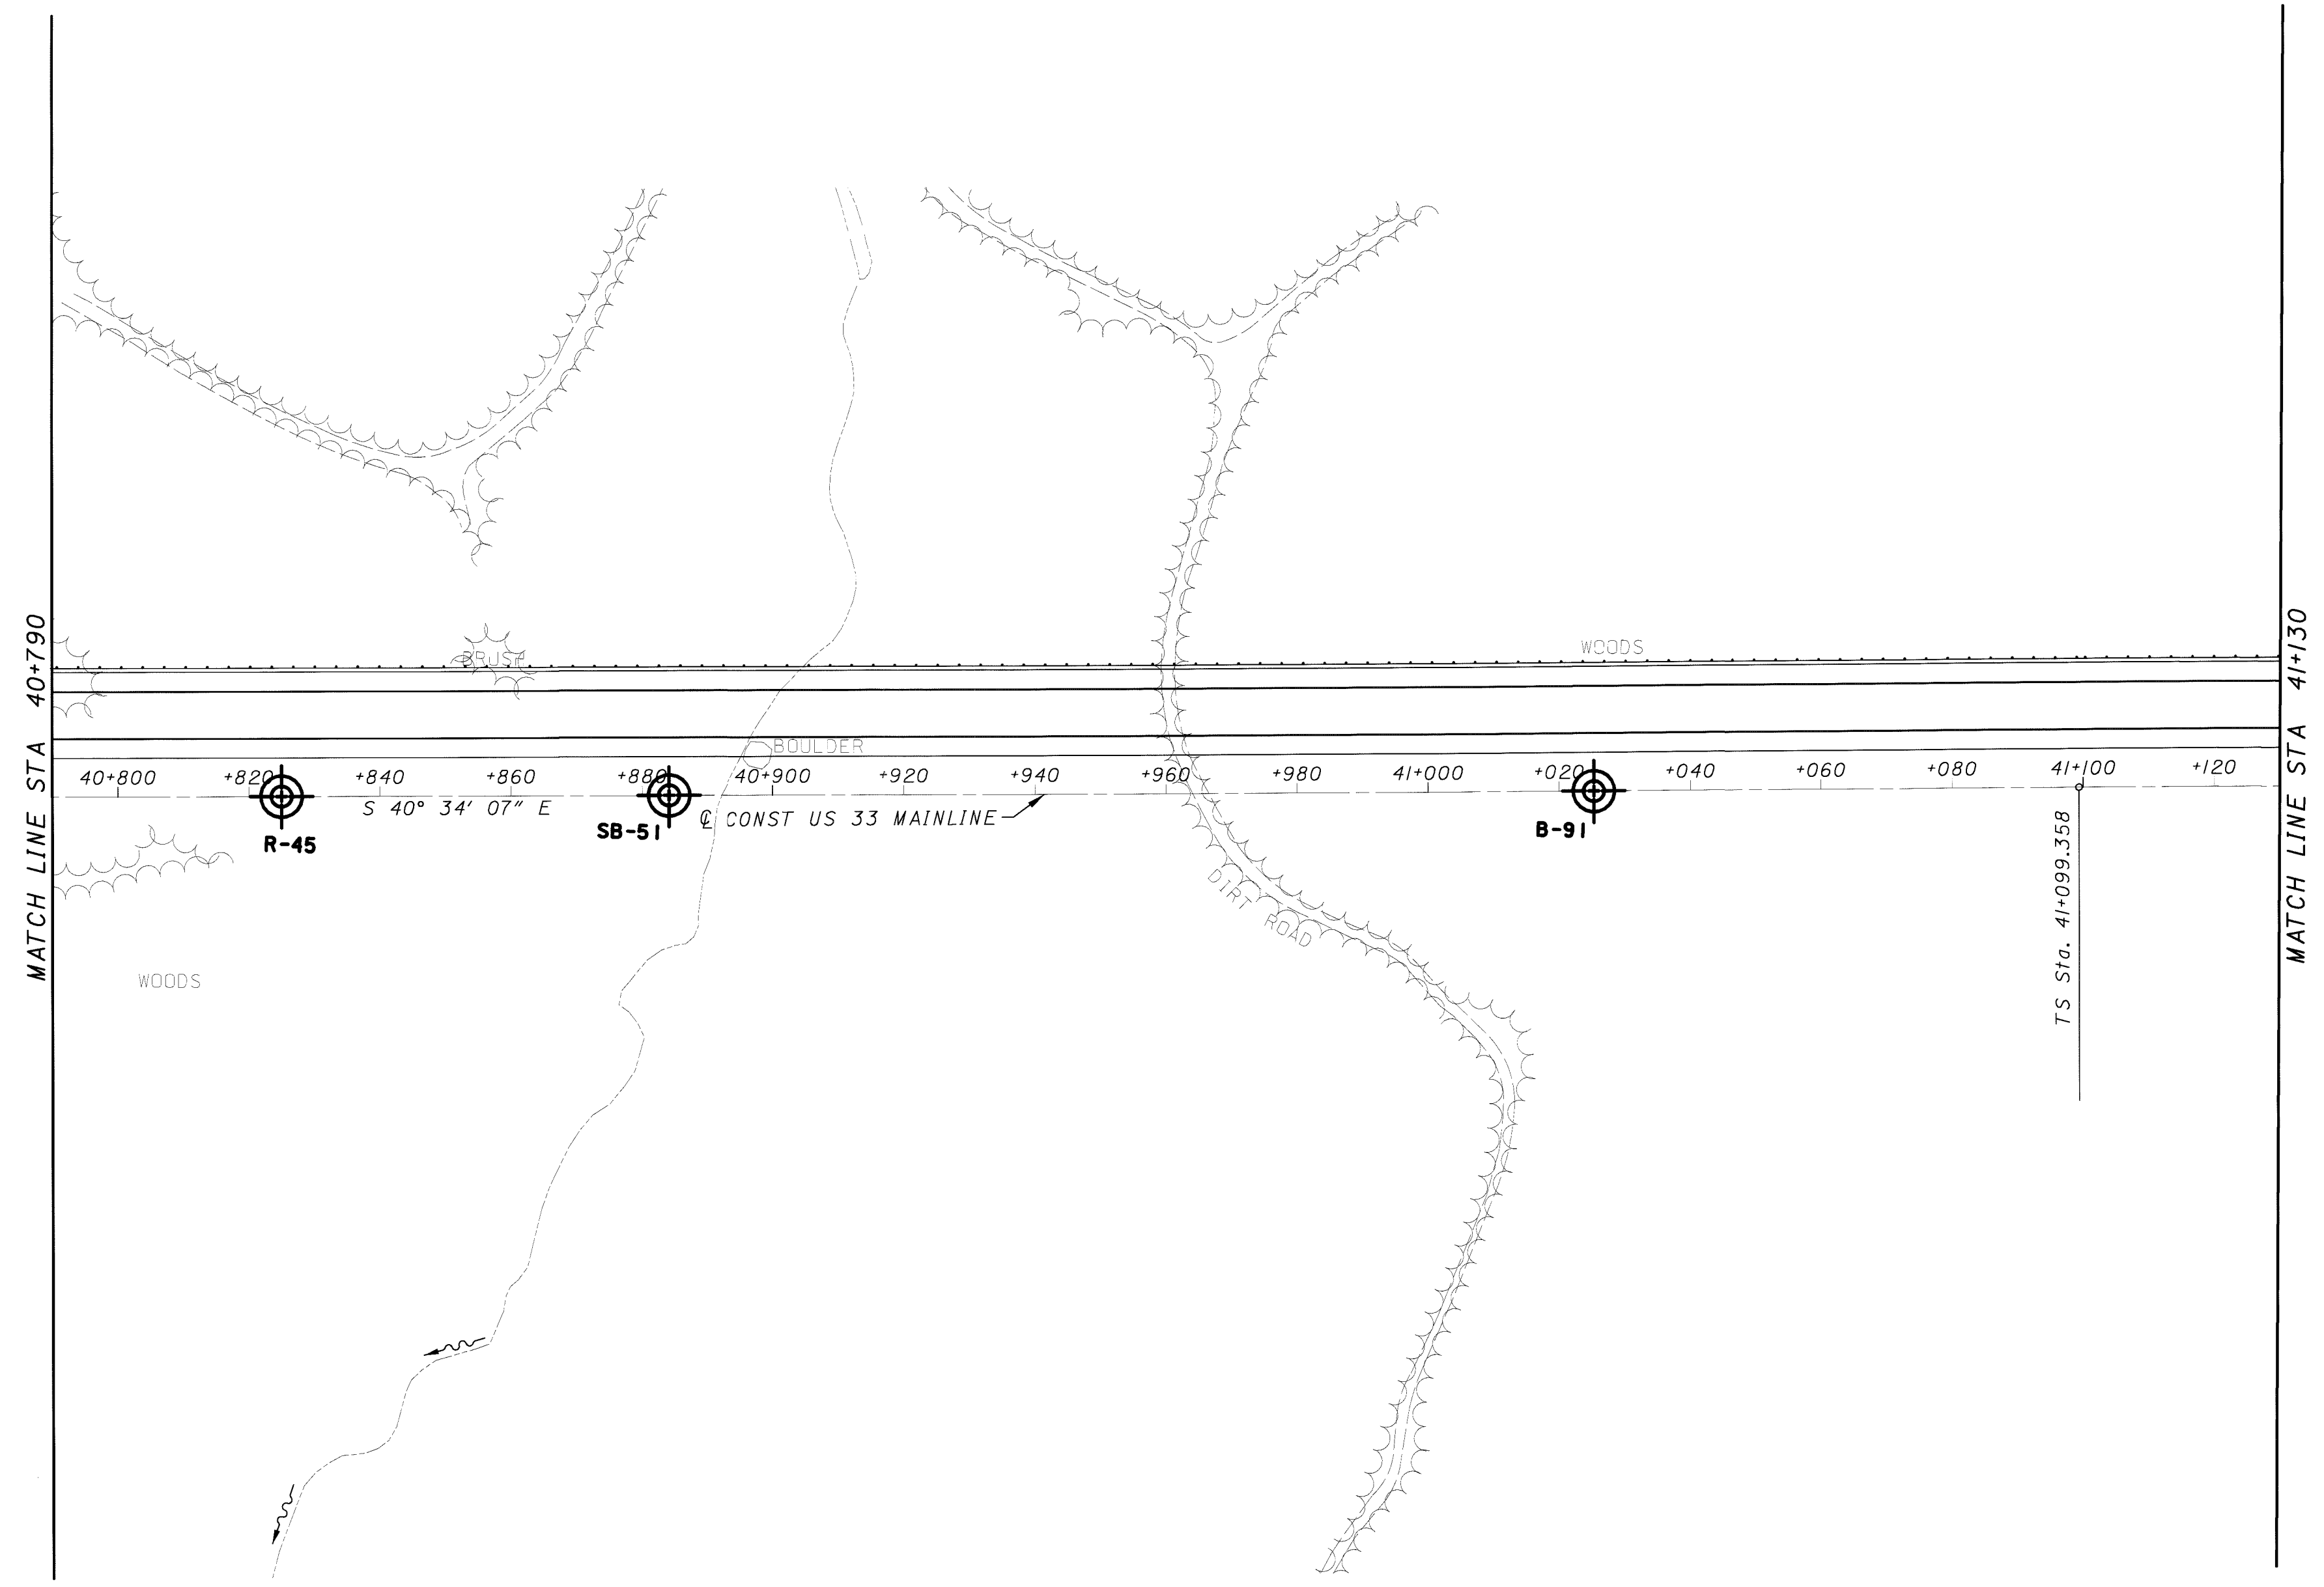 WOODS
BRUSH
BOULDER
40+800 +820 +840 +860 +880 40+900 +920 +940 +960 +980 41+000 +020 +040 +060 +080 41+100 +120
S 40° 34' 07" E
℄ CONST US 33 MAINLINE
R-45
SB-51
B-91
DIRT ROAD
WOODS
TS Sta. 41+099.358
MATCH LINE STA 40+790
MATCH LINE STA 41+130